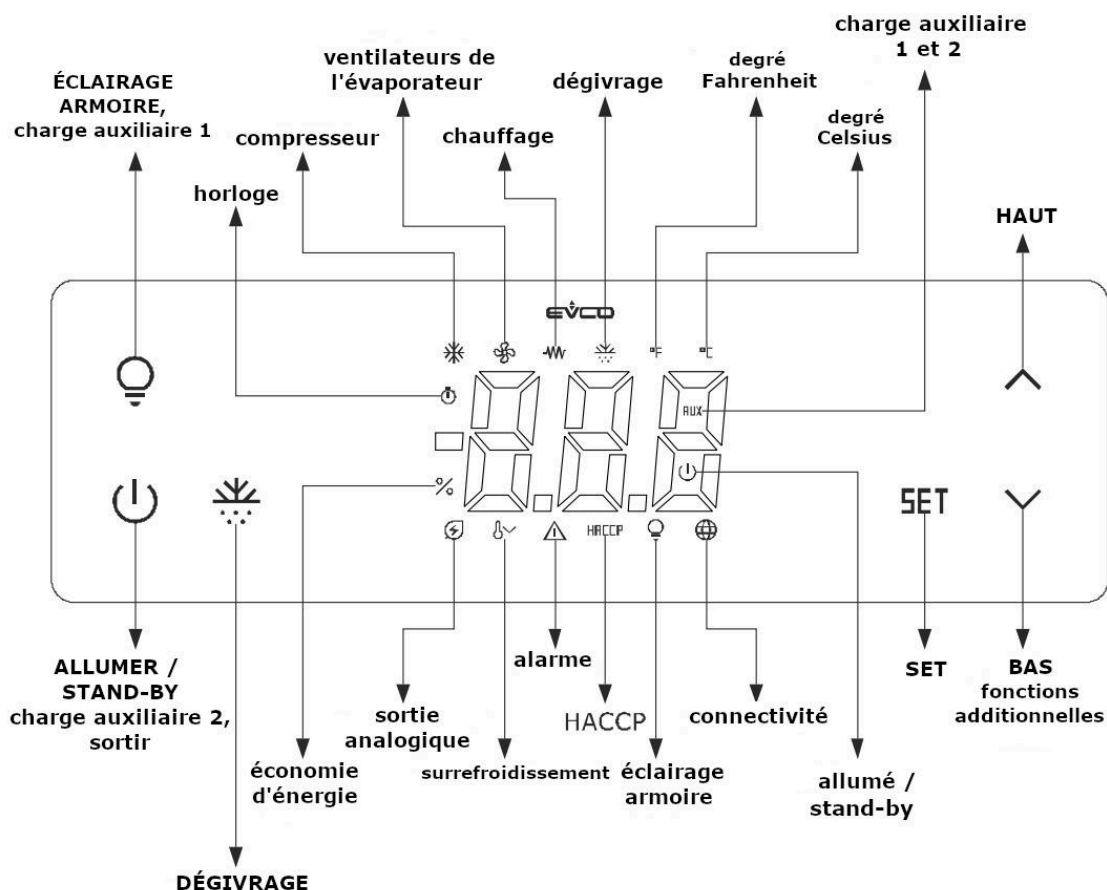 charge auxiliaire
1 et 2
ventilateurs de
l'évaporateur
degré
Fahrenheit
dégivrage
ÉCLAIRAGE
ARMOIRE,
charge auxiliaire 1
degré
Celsius
compresseur
chauffage
horloge
HAUT
EVCO
°F
°C
AUX
%
SET
HACCP
ALLUMER /
STAND-BY
charge auxiliaire 2,
sortir
alarme
SET
BAS
fonctions
additionnelles
sortie
analogique
HACCP
connectivité
économie
d'énergie
surrefroidissement
éclairage
armoire
allumé /
stand-by
DÉGIVRAGE